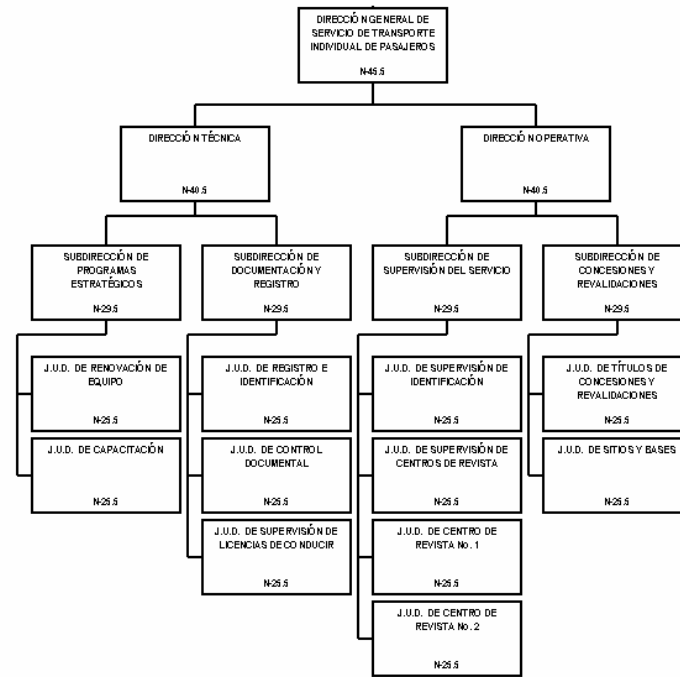 DIRECCIÓN GENERAL DE
SERVICIO DE TRANSPORTE
INDIVIDUAL DE PASAJEROS
N-45.5
DIRECCIÓN TÉCNICA
N-40.5
DIRECCIÓN OPERATIVA
N-40.5
SUBDIRECCIÓN DE
PROGRAMAS
ESTRATÉGICOS
N-29.5
SUBDIRECCIÓN DE
DOCUMENTACIÓN Y
REGISTRO
N-29.5
SUBDIRECCIÓN DE
SUPERVISIÓN DEL SERVICIO
N-29.5
SUBDIRECCIÓN DE
CONCESIONES Y
REVALIDACIONES
N-29.5
J.U.D. DE RENOVACIÓN DE
EQUIPO
N-25.5
J.U.D. DE REGISTRO E
IDENTIFICACIÓN
N-25.5
J.U.D. DE SUPERVISIÓN DE
IDENTIFICACIÓN
N-25.5
J.U.D. DE TÍTULOS DE
CONCESIONES Y
REVALIDACIONES
N-25.5
J.U.D. DE CAPACITACIÓN
N-25.5
J.U.D. DE CONTROL
DOCUMENTAL
N-25.5
J.U.D. DE SUPERVISIÓN DE
CENTROS DE REVISTA
N-25.5
J.U.D. DE SITIOS Y BASES
N-25.5
J.U.D. DE SUPERVISIÓN DE
LICENCIAS DE CONDUCIR
N-25.5
J.U.D. DE CENTRO DE
REVISTA No. 1
N-25.5
J.U.D. DE CENTRO DE
REVISTA No. 2
N-25.5